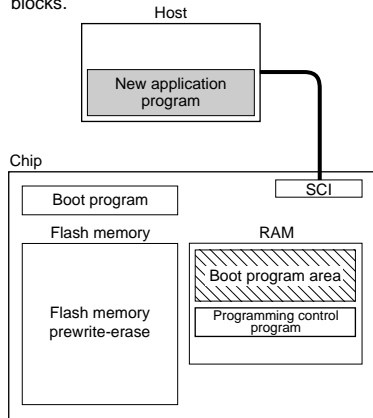 blocks.
Host
New application
program
Chip
SCI
Boot program
Flash memory
RAM
Boot program area
Flash memory
prewrite-erase
Programming control
program